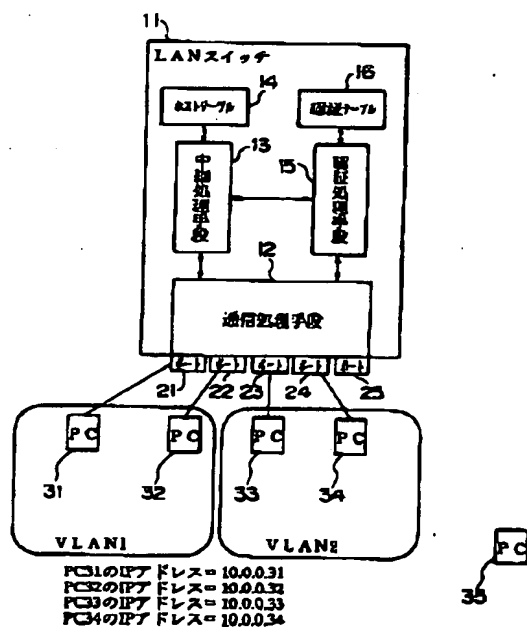 11
LANスイッチ
14
16
ホストテーブル
認証テーブル
13
15
中継処理手段
認証処理手段
12
通信処理手段
ポート
ポート
ポート
ポート
ポート
21
22
23
24
25
PC
PC
PC
PC
31
32
33
34
VLAN1
VLAN2
PC
35
PC31のIPアドレス=10.0.0.31
PC32のIPアドレス=10.0.0.32
PC33のIPアドレス=10.0.0.33
PC34のIPアドレス=10.0.0.34